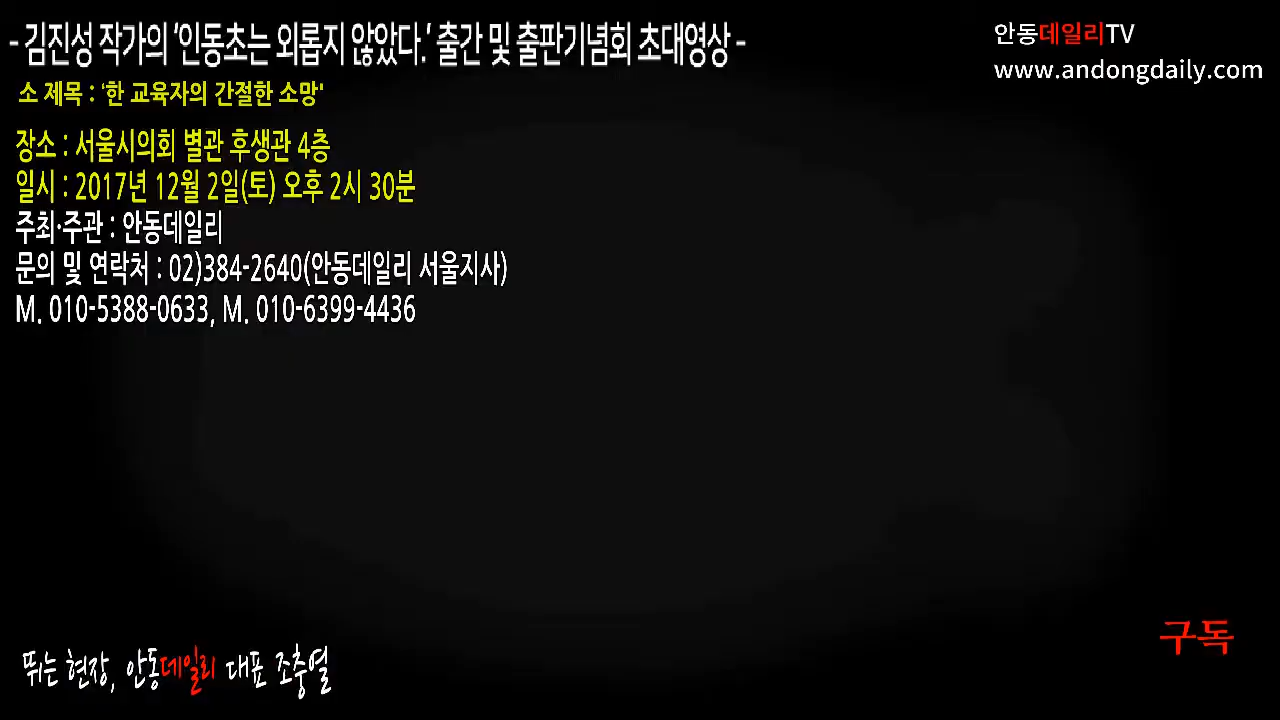 - 김진성 작가의 ‘인동초는 외롭지 않았다.’ 출간 및 출판기념회 초대영상 -
안동데일리TV
www.andongdaily.com
소 제목 : ‘한 교육자의 간절한 소망'
장소 : 서울시의회 별관 후생관 4층
일시 : 2017년 12월 2일(토) 오후 2시 30분
주최·주관 : 안동데일리
문의 및 연락처 : 02)384-2640(안동데일리 서울지사)
M. 010-5388-0633, M. 010-6399-4436
구독
뛰는 현장, 안동데일리 대표 조충열